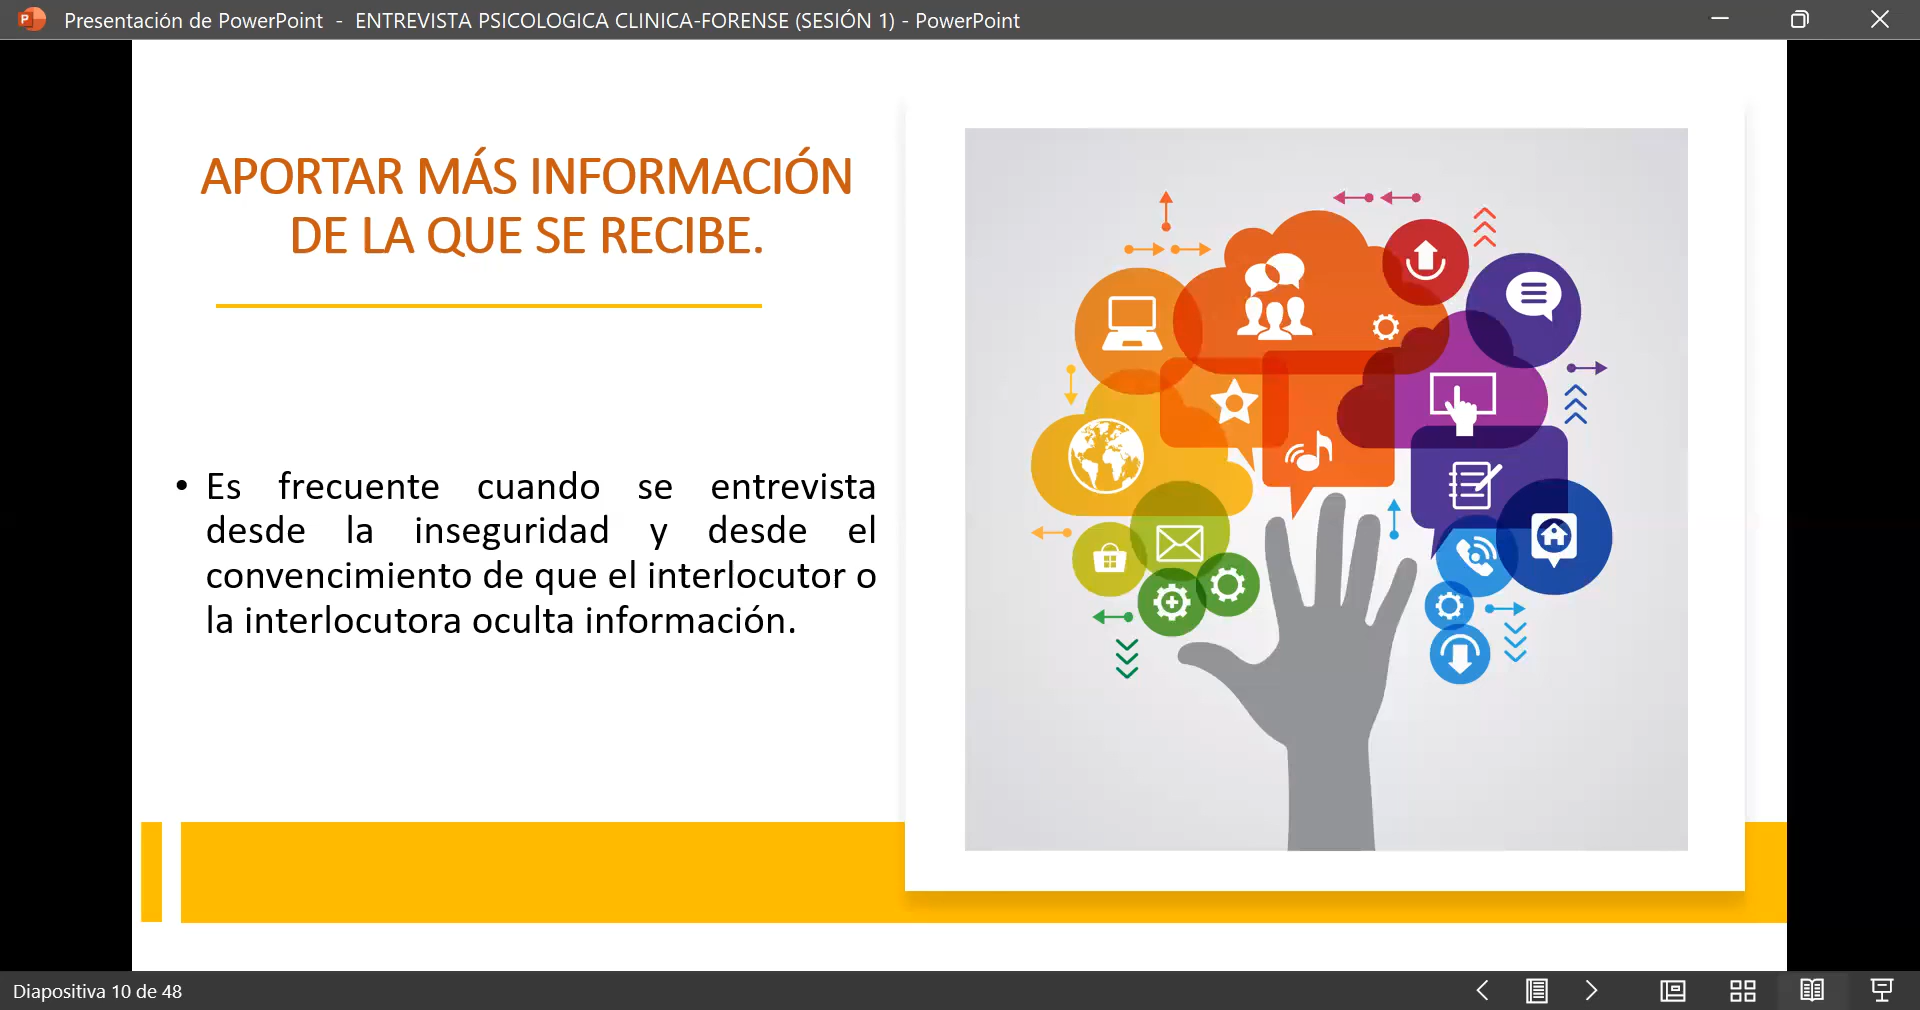 Presentación de PowerPoint - ENTREVISTA PSICOLOGICA CLINICA-FORENSE (SESIÓN 1) - PowerPoint
APORTAR MÁS INFORMACIÓN
DE LA QUE SE RECIBE.
• Es frecuente cuando se entrevista
desde la inseguridad y desde el
convencimiento de que el interlocutor o
la interlocutora oculta información.
Diapositiva 10 de 48